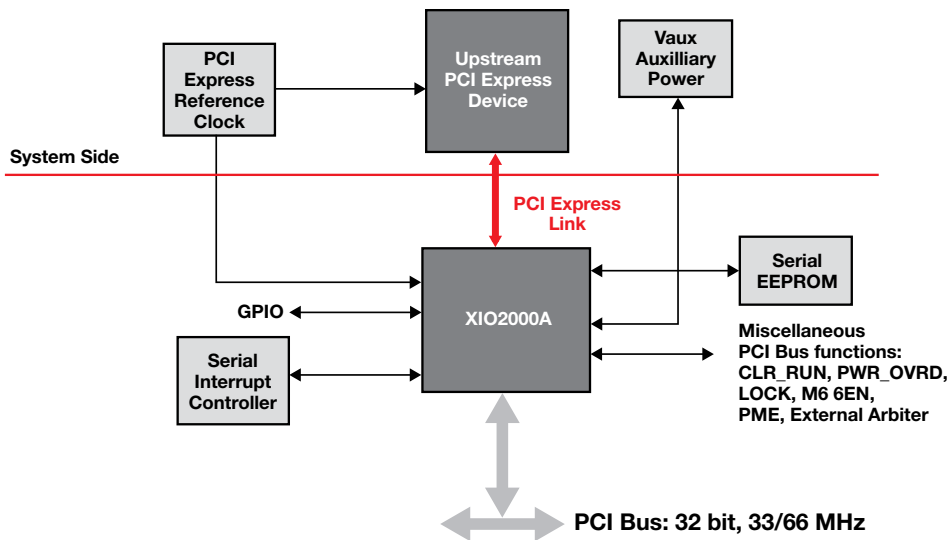 PCI
Express
Reference
Clock
Upstream
PCI Express
Device
Vaux
Auxilliary
Power
System Side
PCI Express
Link
XIO2000A
Serial
EEPROM
GPIO
Serial
Interrupt
Controller
Miscellaneous
PCI Bus functions:
CLR_RUN, PWR_OVRD,
LOCK, M6 6EN,
PME, External Arbiter
PCI Bus: 32 bit, 33/66 MHz